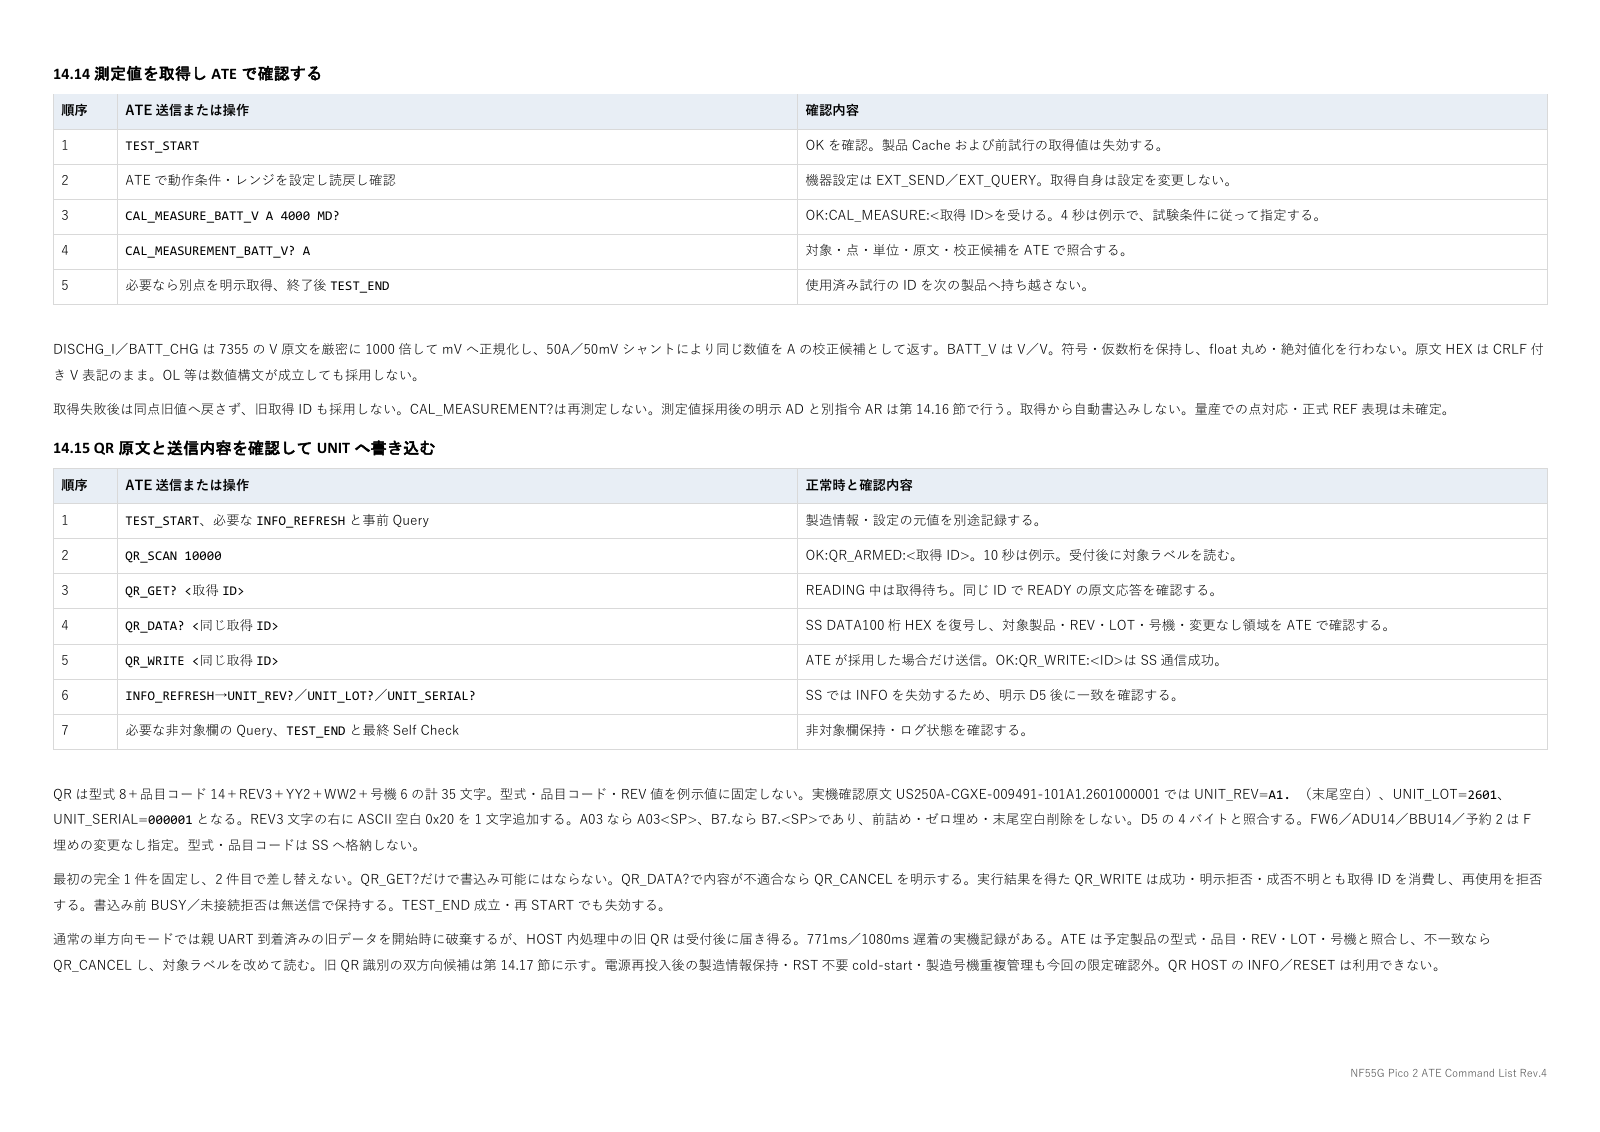 14.14 測定値を取得し ATE で確認する
順序 ATE 送信または操作 確認内容
1 TEST_START OK を確認。製品 Cache および前試行の取得値は失効する。
2 ATE で動作条件・レンジを設定し読戻し確認 機器設定は EXT_SEND／EXT_QUERY。取得自身は設定を変更しない。
3 CAL_MEASURE_BATT_V A 4000 MD? OK:CAL_MEASURE:<取得 ID>を受ける。4 秒は例示で、試験条件に従って指定する。
4 CAL_MEASUREMENT_BATT_V? A 対象・点・単位・原文・校正候補を ATE で照合する。
5 必要なら別点を明示取得、終了後 TEST_END 使用済み試行の ID を次の製品へ持ち越さない。
DISCHG_I／BATT_CHG は 7355 の V 原文を厳密に 1000 倍して mV へ正規化し、50A／50mV シャントにより同じ数値を A の校正候補として返す。BATT_V は V／V。符号・仮数桁を保持し、float 丸め・絶対値化を行わない。原文 HEX は CRLF 付
き V 表記のまま。OL 等は数値構文が成立しても採用しない。
取得失敗後は同点旧値へ戻さず、旧取得 ID も採用しない。CAL_MEASUREMENT?は再測定しない。測定値採用後の明示 AD と別指令 AR は第 14.16 節で行う。取得から自動書込みしない。量産での点対応・正式 REF 表現は未確定。
14.15 QR 原文と送信内容を確認して UNIT へ書き込む
順序 ATE 送信または操作 正常時と確認内容
1 TEST_START、必要な INFO_REFRESH と事前 Query 製造情報・設定の元値を別途記録する。
2 QR_SCAN 10000 OK:QR_ARMED:<取得 ID>。10 秒は例示。受付後に対象ラベルを読む。
3 QR_GET? <取得 ID> READING 中は取得待ち。同じ ID で READY の原文応答を確認する。
4 QR_DATA? <同じ取得 ID> SS DATA100 桁 HEX を復号し、対象製品・REV・LOT・号機・変更なし領域を ATE で確認する。
5 QR_WRITE <同じ取得 ID> ATE が採用した場合だけ送信。OK:QR_WRITE:<ID>は SS 通信成功。
6 INFO_REFRESH→UNIT_REV?／UNIT_LOT?／UNIT_SERIAL? SS では INFO を失効するため、明示 D5 後に一致を確認する。
7 必要な非対象欄の Query、TEST_END と最終 Self Check 非対象欄保持・ログ状態を確認する。
QR は型式 8＋品目コード 14＋REV3＋YY2＋WW2＋号機 6 の計 35 文字。型式・品目コード・REV 値を例示値に固定しない。実機確認原文 US250A-CGXE-009491-101A1.2601000001 では UNIT_REV=A1. （末尾空白）、UNIT_LOT=2601、
UNIT_SERIAL=000001 となる。REV3 文字の右に ASCII 空白 0x20 を 1 文字追加する。A03 なら A03<SP>、B7.なら B7.<SP>であり、前詰め・ゼロ埋め・末尾空白削除をしない。D5 の 4 バイトと照合する。FW6／ADU14／BBU14／予約 2 は F
埋めの変更なし指定。型式・品目コードは SS へ格納しない。
最初の完全 1 件を固定し、2 件目で差し替えない。QR_GET?だけで書込み可能にはならない。QR_DATA?で内容が不適合なら QR_CANCEL を明示する。実行結果を得た QR_WRITE は成功・明示拒否・成否不明とも取得 ID を消費し、再使用を拒否
する。書込み前 BUSY／未接続拒否は無送信で保持する。TEST_END 成立・再 START でも失効する。
通常の単方向モードでは親 UART 到着済みの旧データを開始時に破棄するが、HOST 内処理中の旧 QR は受付後に届き得る。771ms／1080ms 遅着の実機記録がある。ATE は予定製品の型式・品目・REV・LOT・号機と照合し、不一致なら
QR_CANCEL し、対象ラベルを改めて読む。旧 QR 識別の双方向候補は第 14.17 節に示す。電源再投入後の製造情報保持・RST 不要 cold-start・製造号機重複管理も今回の限定確認外。QR HOST の INFO／RESET は利用できない。
NF55G Pico 2 ATE Command List Rev.4